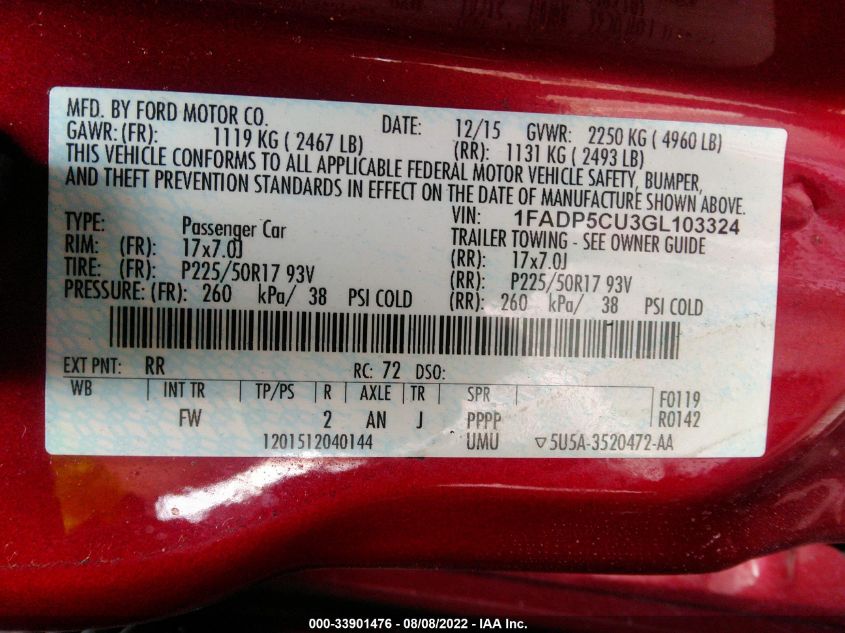 MFD. BY FORD MOTOR CO. DATE: 12/15 GVWR: 2250 KG ( 4960 LB)
GAWR: (FR): 1119 KG ( 2467 LB) (RR): 1131 KG ( 2493 LB)
THIS VEHICLE CONFORMS TO ALL APPLICABLE FEDERAL MOTOR VEHICLE SAFETY, BUMPER,
AND THEFT PREVENTION STANDARDS IN EFFECT ON THE DATE OF MANUFACTURE SHOWN ABOVE.
VIN: 1FADP5CU3GL103324
TYPE: Passenger Car TRAILER TOWING - SEE OWNER GUIDE
RIM: (FR): 17x7.0J (RR): 17x7.0J
TIRE: (FR): P225/50R17 93V (RR): P225/50R17 93V
PRESSURE: (FR): 260 kPa/ 38 PSI COLD (RR): 260 kPa/ 38 PSI COLD
EXT PNT: RR RC: 72 DSO:
WB INT TR TP/PS R AXLE TR SPR F0119
FW 2 AN J PPPP R0142
1201512040144 UMU ▽5U5A-3520472-AA
000-33901476 - 08/08/2022 - IAA Inc.